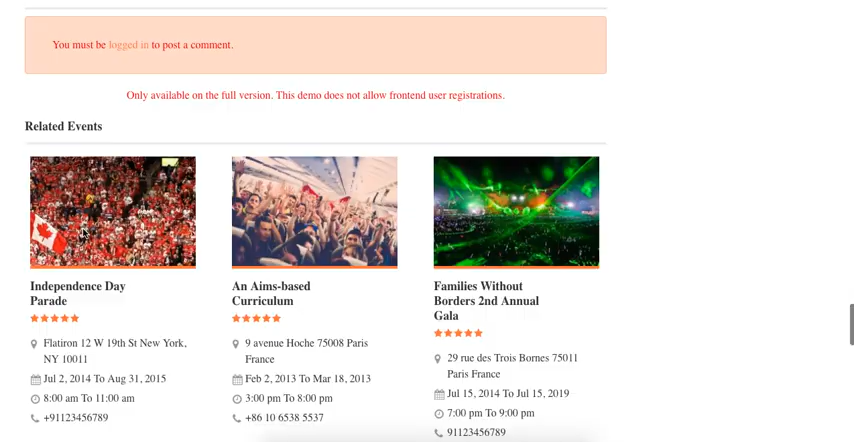 You must be logged in to post a comment.
Only available on the full version. This demo does not allow frontend user registrations.
Related Events
Independence Day
Parade
Flatiron 12 W 19th St New York,
NY 10011
Jul 2, 2014 To Aug 31, 2015
8:00 am To 11:00 am
+91123456789
An Aims-based
Curriculum
9 avenue Hoche 75008 Paris
France
Feb 2, 2013 To Mar 18, 2013
3:00 pm To 8:00 pm
+86 10 6538 5537
Families Without
Borders 2nd Annual
Gala
29 rue des Trois Bornes 75011
Paris France
Jul 15, 2014 To Jul 15, 2019
7:00 pm To 9:00 pm
91123456789